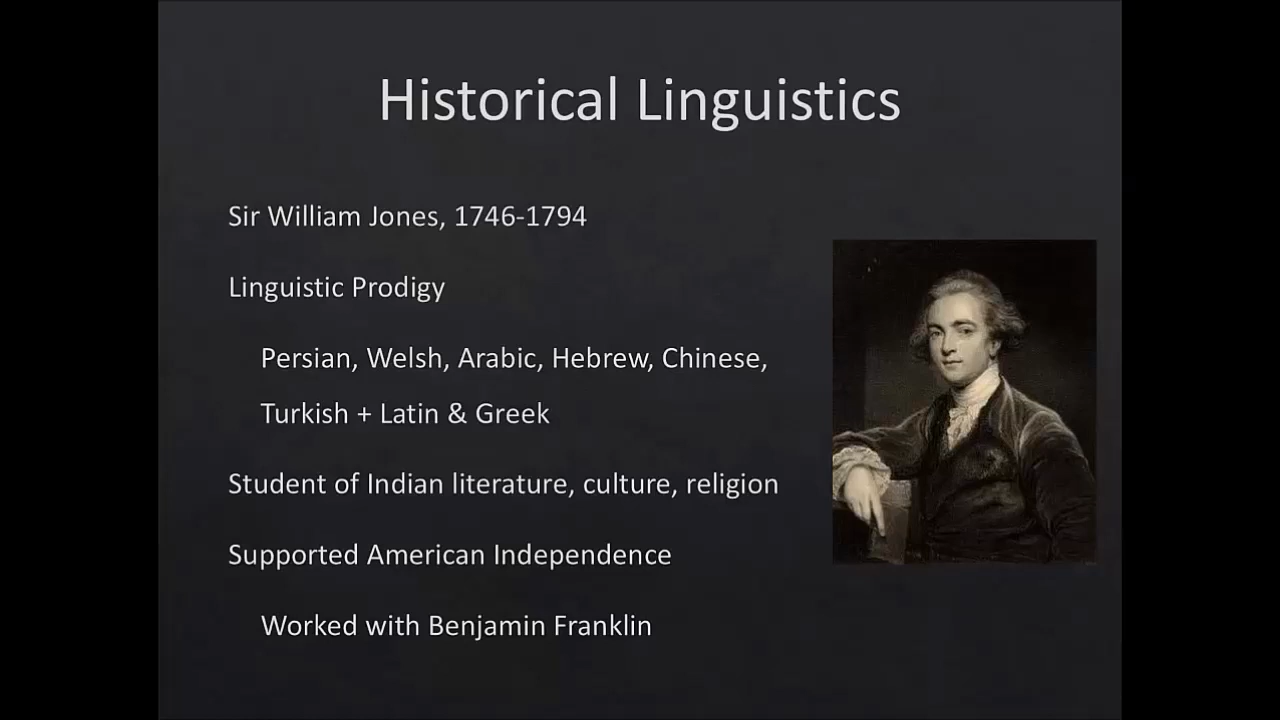 Historical Linguistics
Sir William Jones, 1746-1794
Linguistic Prodigy
Persian, Welsh, Arabic, Hebrew, Chinese,
Turkish + Latin & Greek
Student of Indian literature, culture, religion
Supported American Independence
Worked with Benjamin Franklin